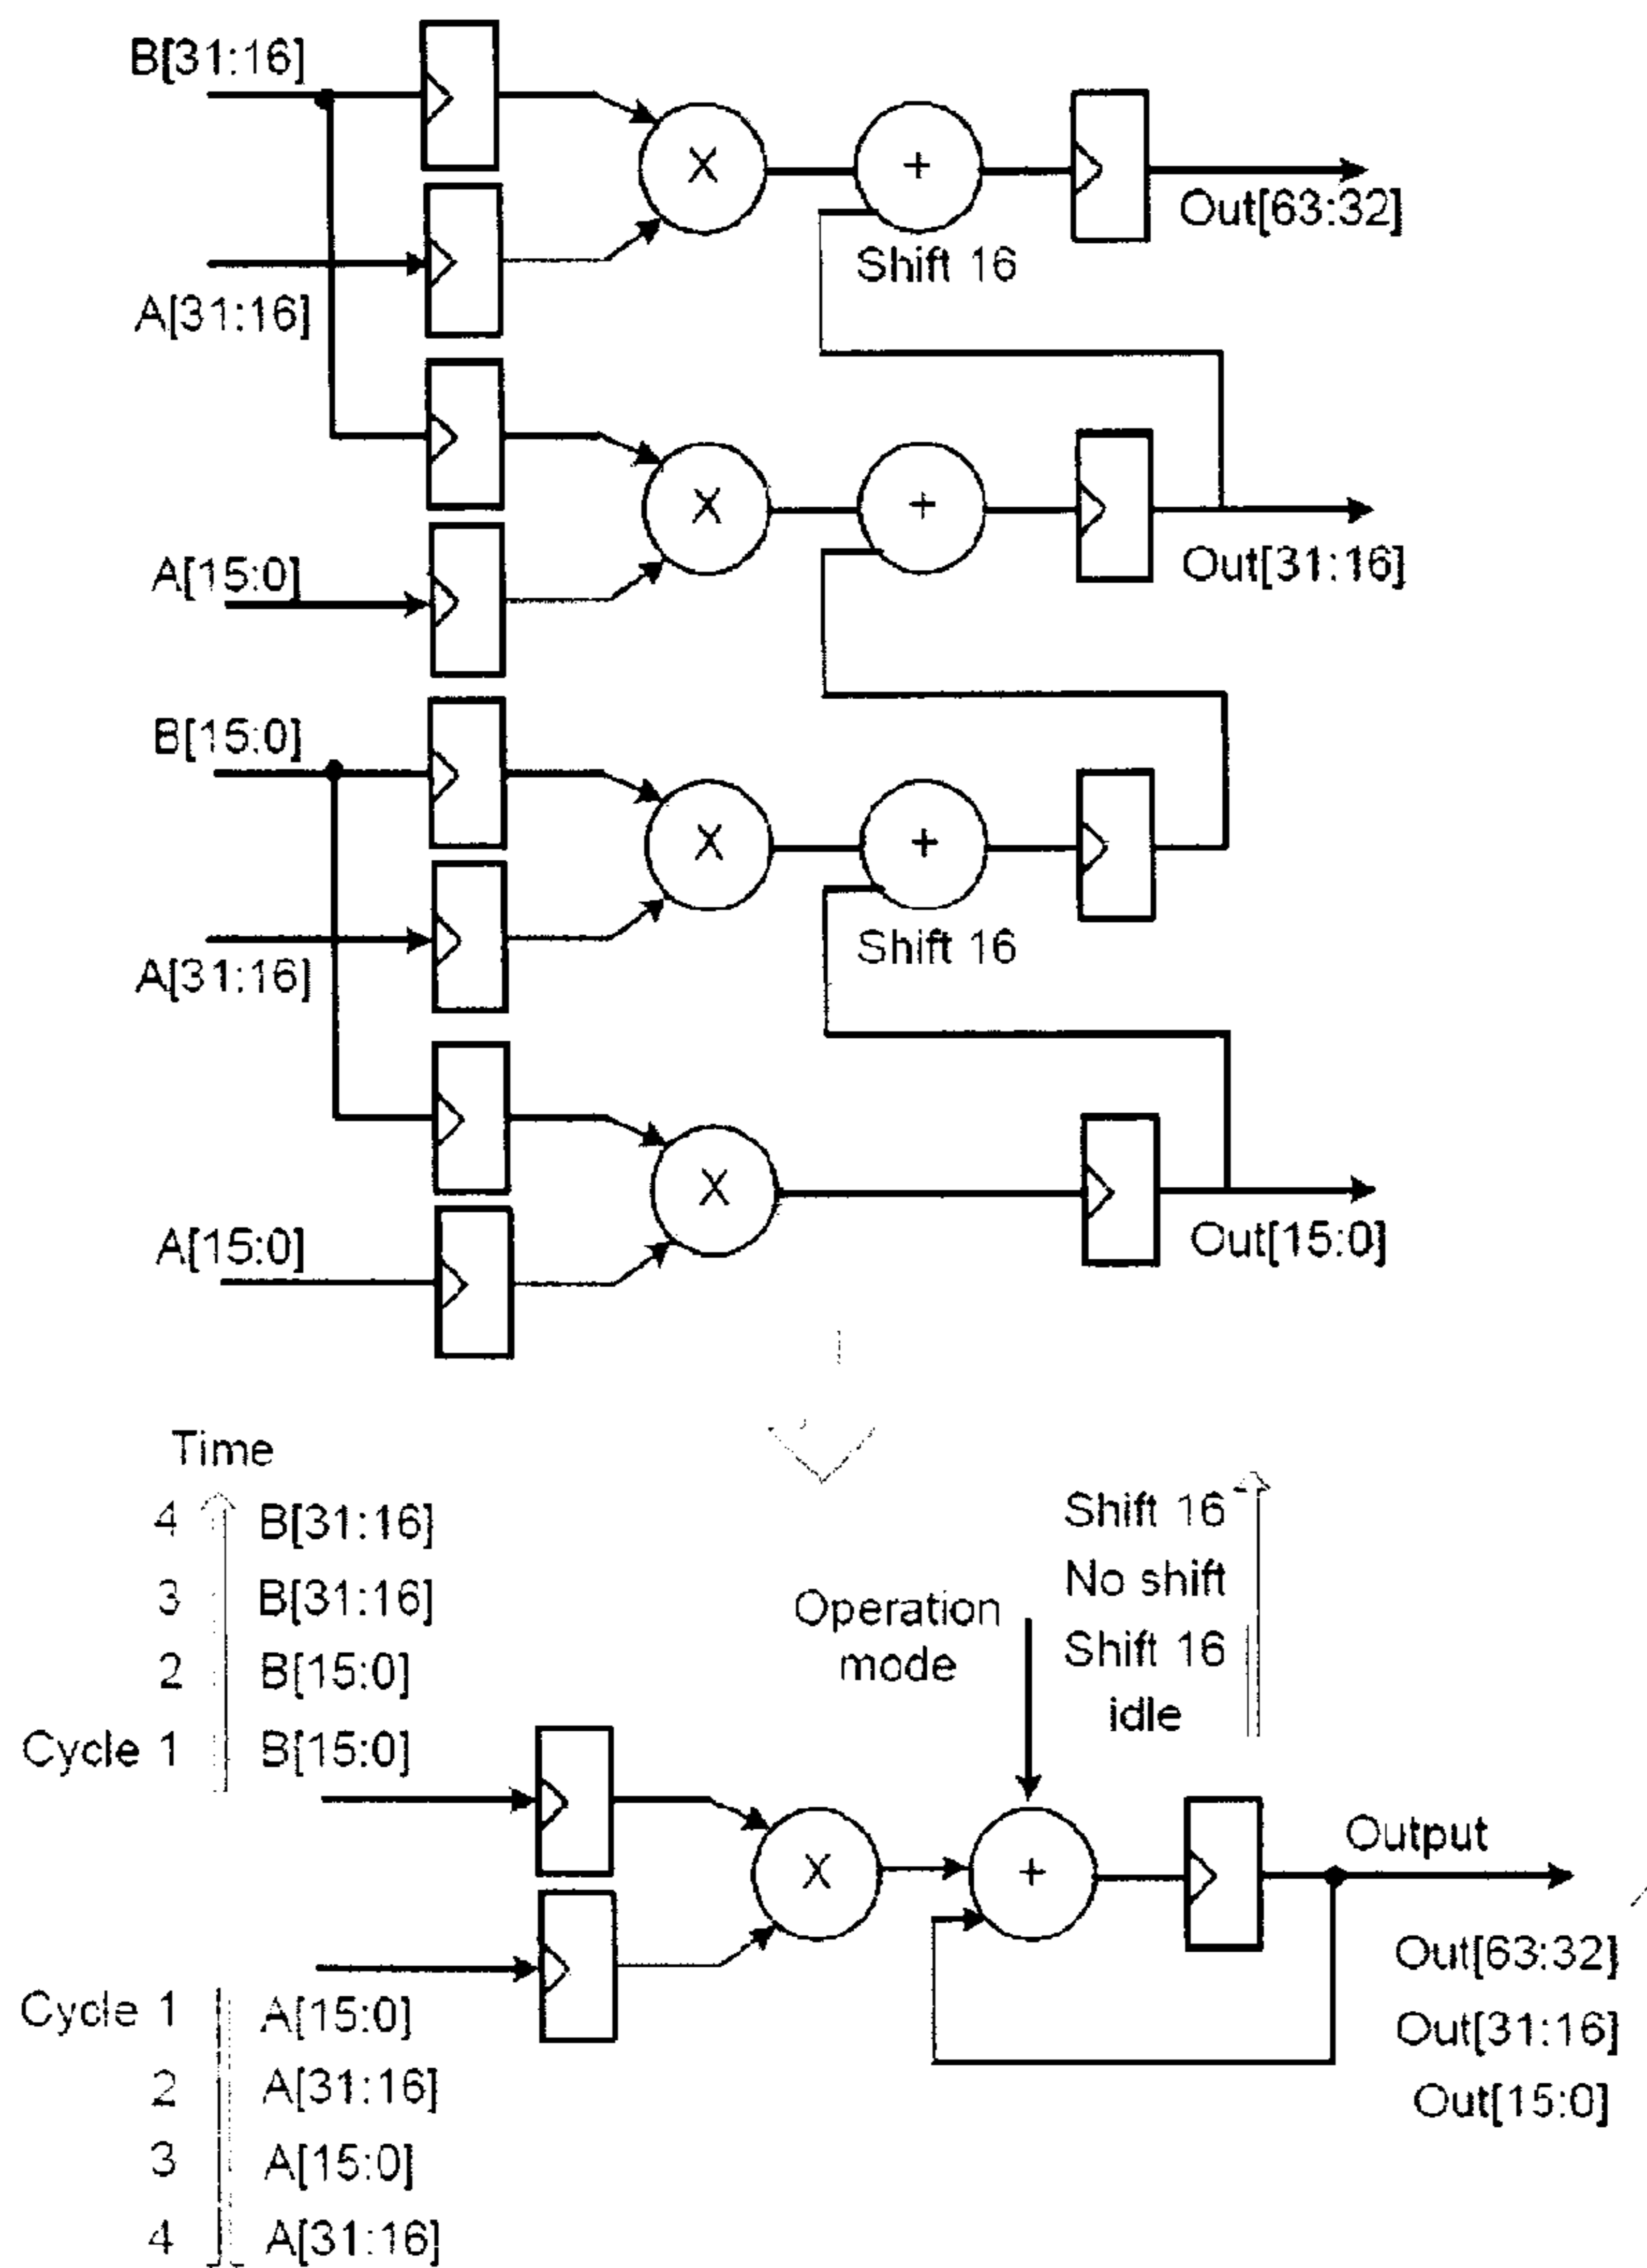 B[31:16]
X
+
Out[63:32]
Shift 16
A[31:16]
X
+
A[15:0]
Out[31:16]
B[15:0]
X
+
Shift 16
A[31:16]
X
A[15:0]
Out[15:0]
Time
4 B[31:16]
3 B[31:16]
2 B[15:0]
Cycle 1 B[15:0]
Shift 16
No shift
Shift 16
idle
Operation
mode
X
+
Output
Out[63:32]
Out[31:16]
Out[15:0]
Cycle 1 A[15:0]
2 A[31:16]
3 A[15:0]
4 A[31:16]